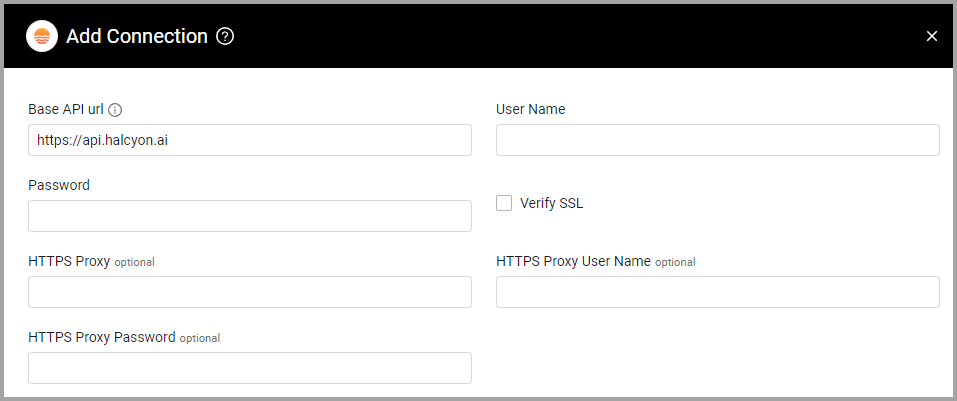 Add Connection
Base API url
User Name
https://api.halcyon.ai
Password
Verify SSL
HTTPS Proxy optional
HTTPS Proxy User Name optional
HTTPS Proxy Password optional